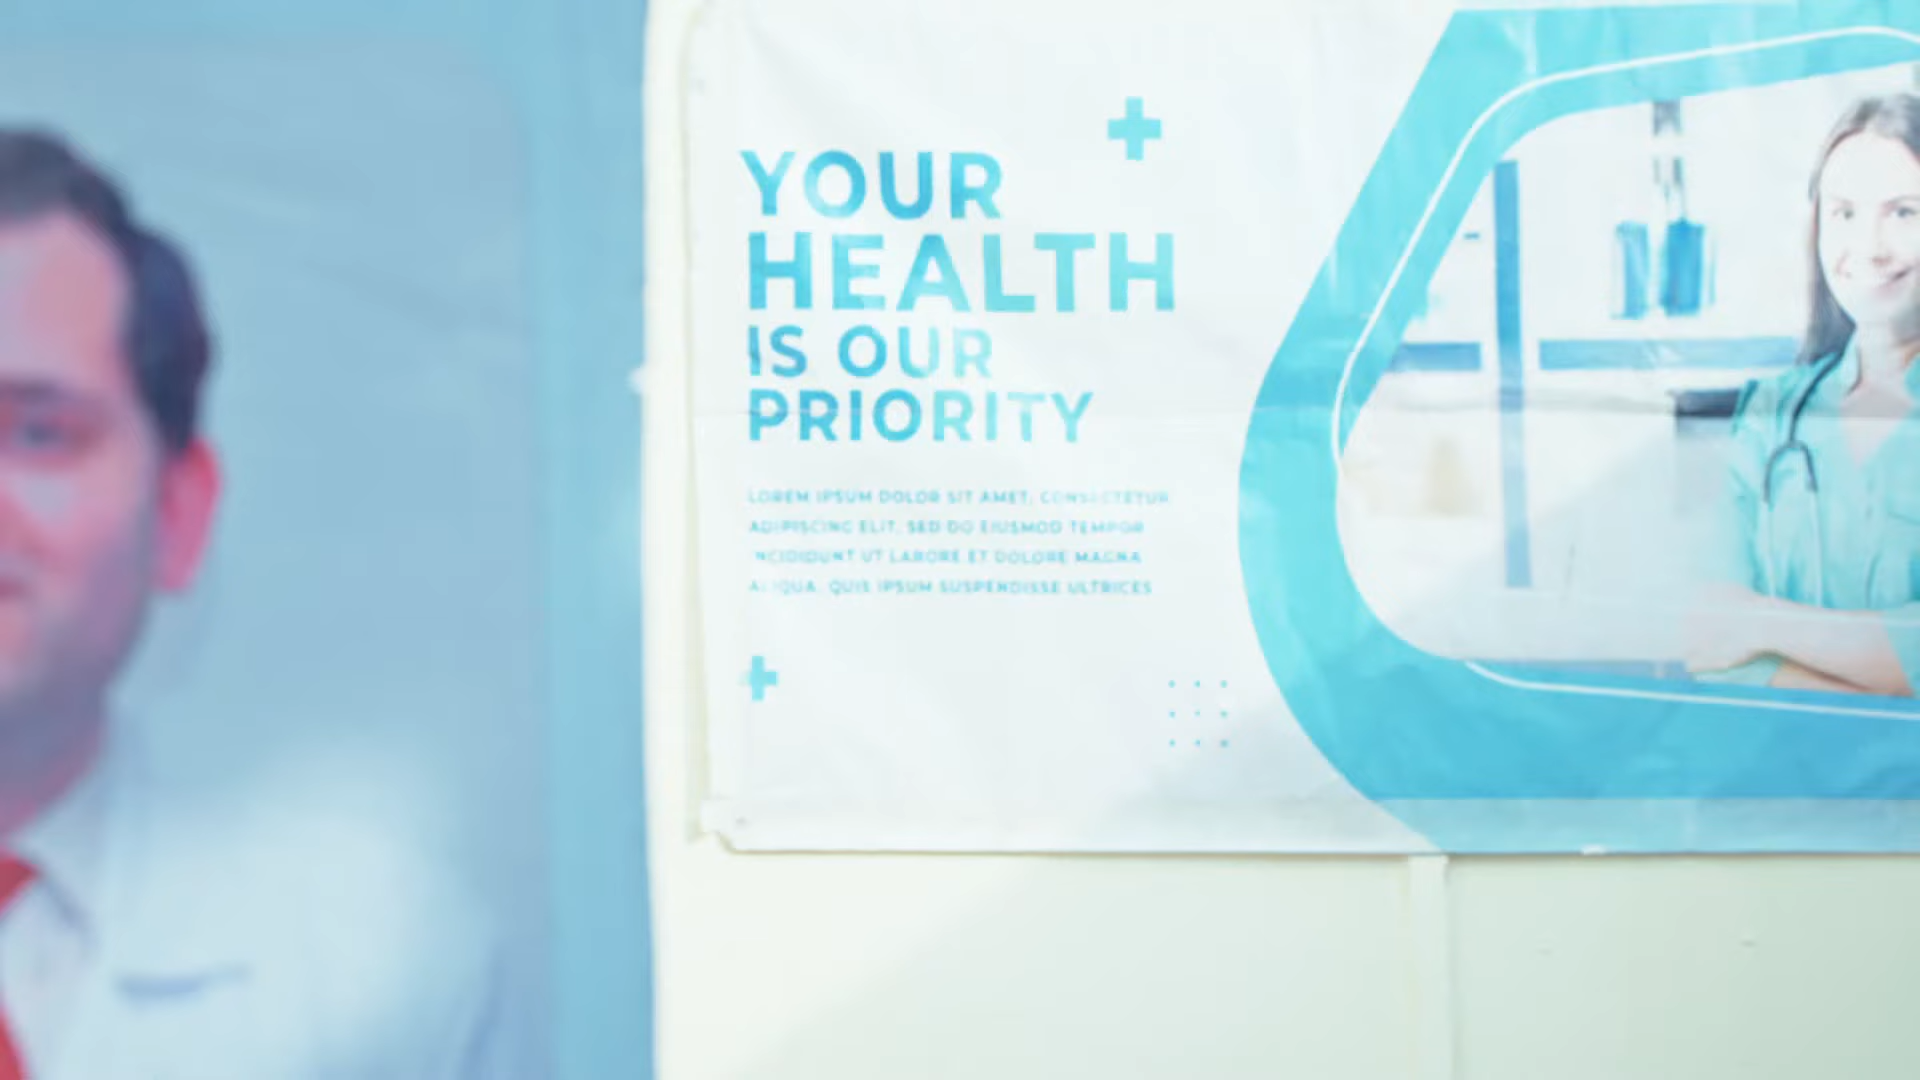 YOUR
HEALTH
IS OUR
PRIORITY
LOREM IPSUM DOLOR SIT AMET, CONSECTETUR
ADIPISCING ELIT, SED DO EIUSMOD TEMPOR
INCIDIDUNT UT LABORE ET DOLORE MAGNA
ALIQUA. QUIS IPSUM SUSPENDISSE ULTRICES